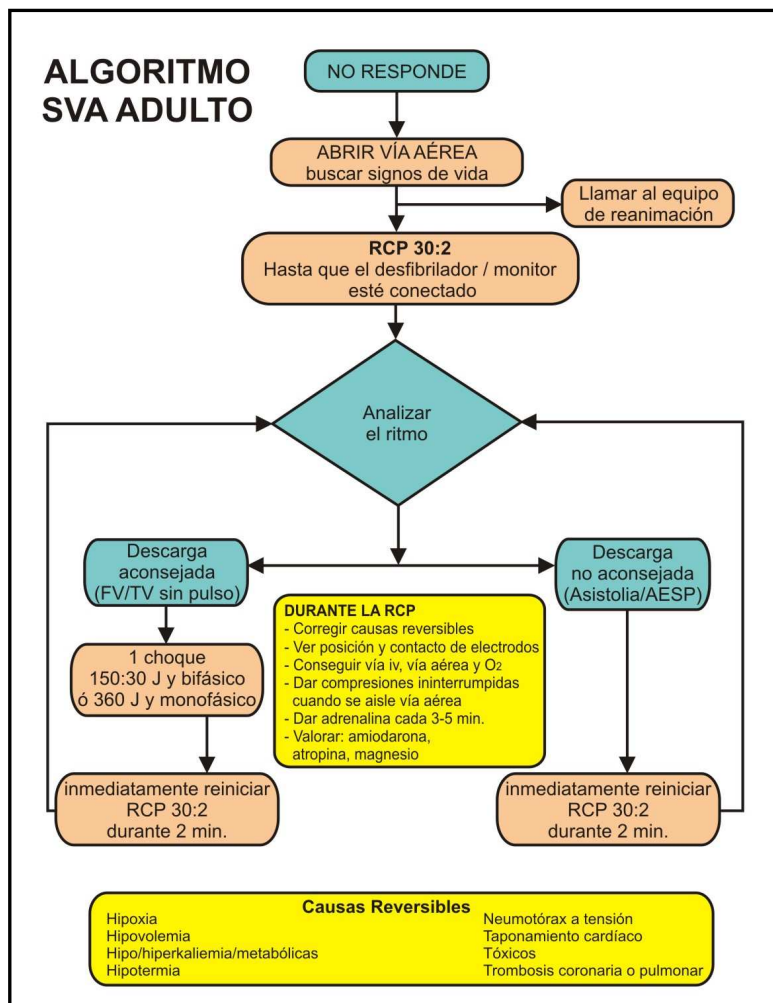 ALGORITMO
SVA ADULTO
NO RESPONDE
ABRIR VÍA AÉREA
buscar signos de vida
Llamar al equipo
de reanimación
RCP 30:2
Hasta que el desfibrilador / monitor
esté conectado
Analizar
el ritmo
Descarga
aconsejada
(FV/TV sin pulso)
Descarga
no aconsejada
(Asistolia/AESP)
1 choque
150:30 J y bifásico
ó 360 J y monofásico
DURANTE LA RCP
- Corregir causas reversibles
- Ver posición y contacto de electrodos
- Conseguir vía iv, vía aérea y O2
- Dar compresiones ininterrumpidas
cuando se aisle vía aérea
- Dar adrenalina cada 3-5 min.
- Valorar: amiodarona,
atropina, magnesio
inmediatamente reiniciar
RCP 30:2
durante 2 min.
inmediatamente reiniciar
RCP 30:2
durante 2 min.
Causas Reversibles
Hipoxia
Hipovolemia
Hipo/hiperkaliemia/metabólicas
Hipotermia
Neumotórax a tensión
Taponamiento cardíaco
Tóxicos
Trombosis coronaria o pulmonar